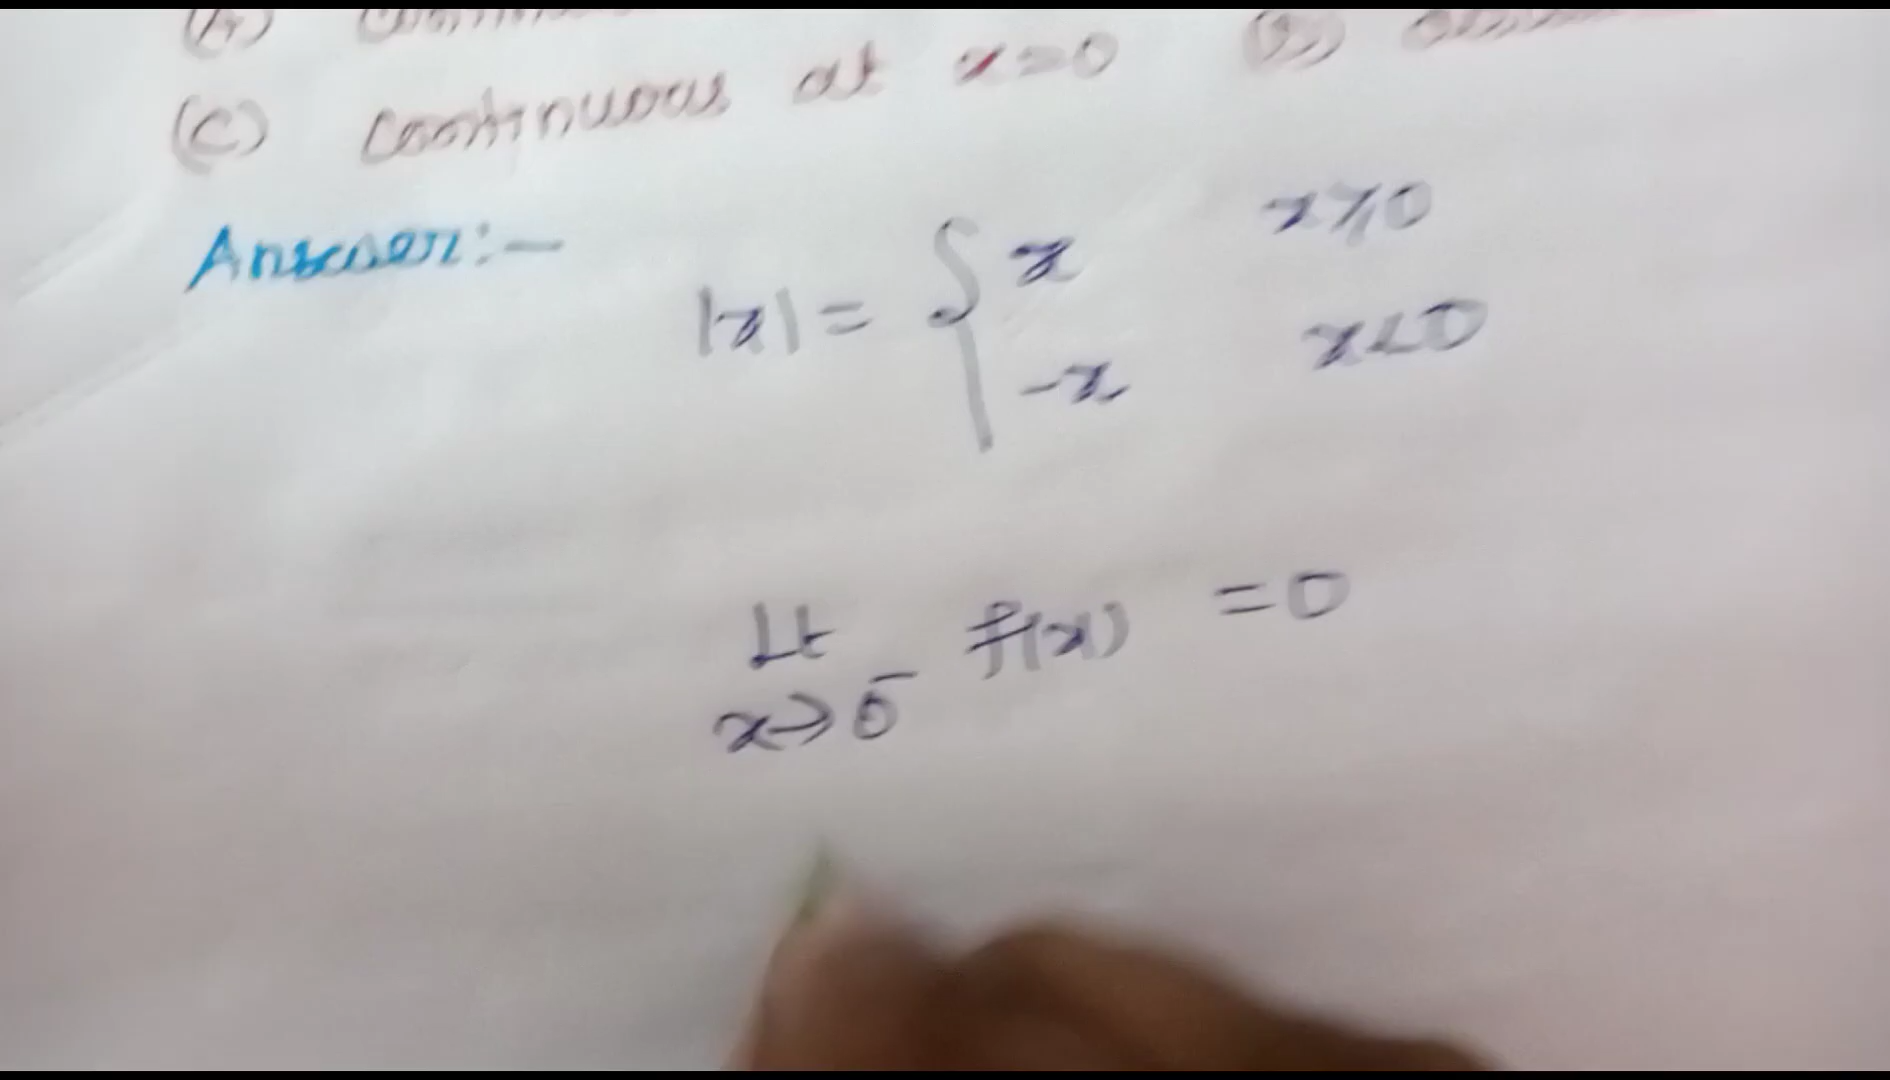 (A)
(C) continuous at x=0 (D)
Answer:-
|x| = { x x≥0
-x x<0
Lt f(x) =0
x→0⁻